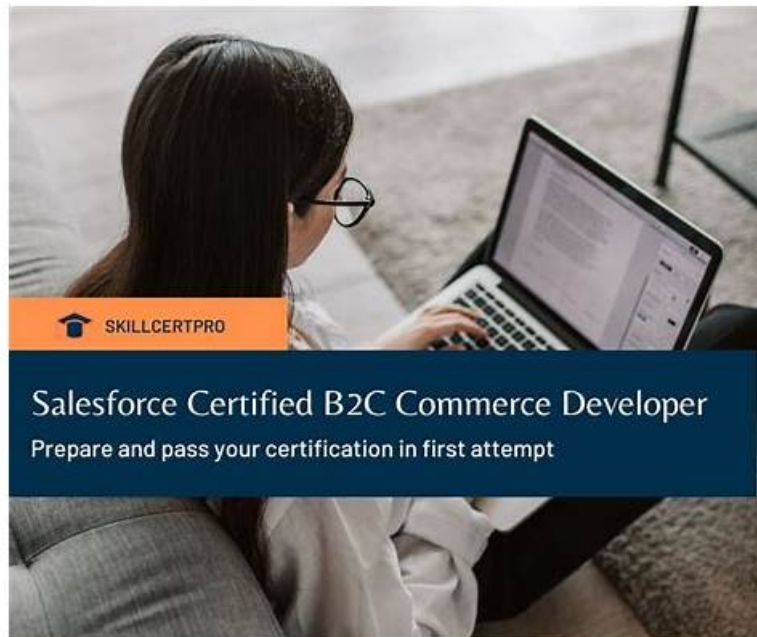 SKILLCERTPRO
Salesforce Certified B2C Commerce Developer
Prepare and pass your certification in first attempt